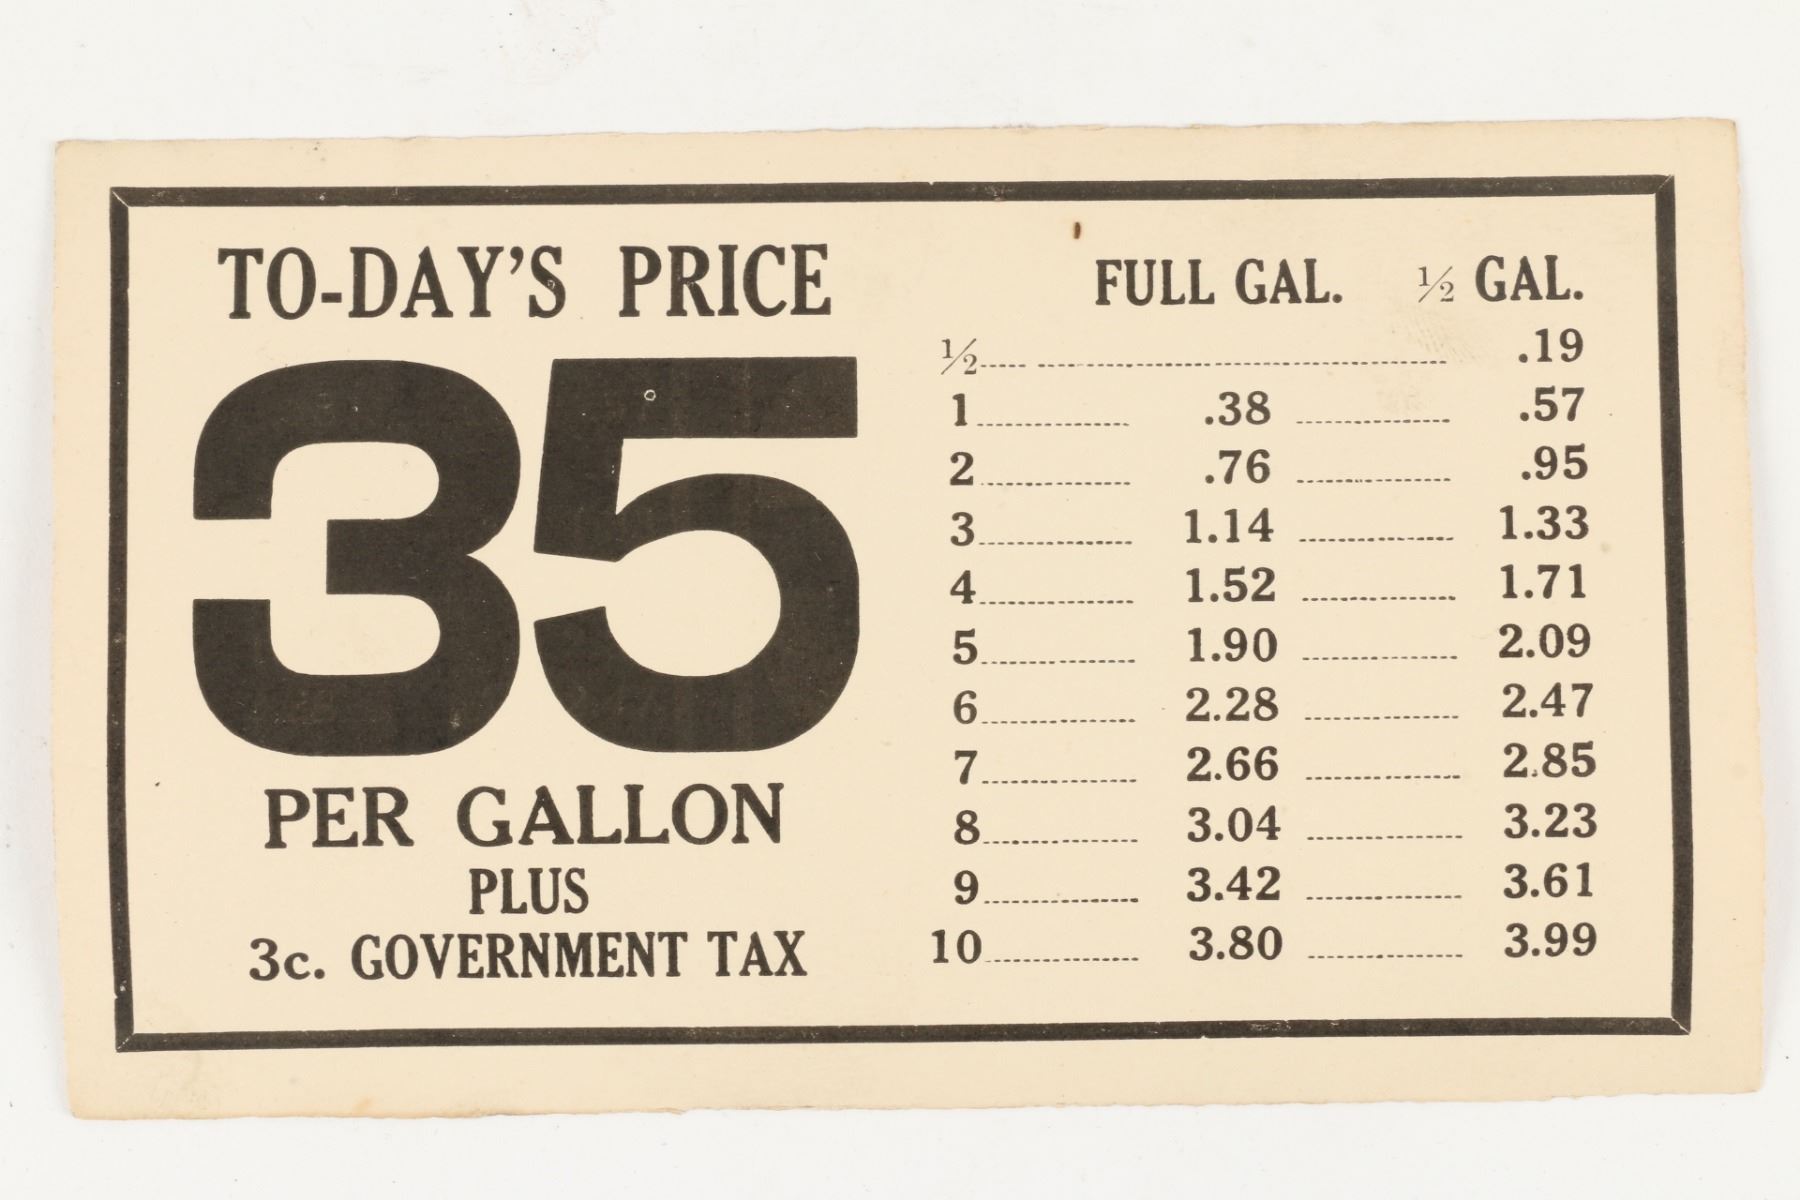 TO-DAY'S PRICE
35
PER GALLON
PLUS
3c. GOVERNMENT TAX
FULL GAL. ½ GAL.
½ .19
1 .38 .57
2 .76 .95
3 1.14 1.33
4 1.52 1.71
5 1.90 2.09
6 2.28 2.47
7 2.66 2.85
8 3.04 3.23
9 3.42 3.61
10 3.80 3.99